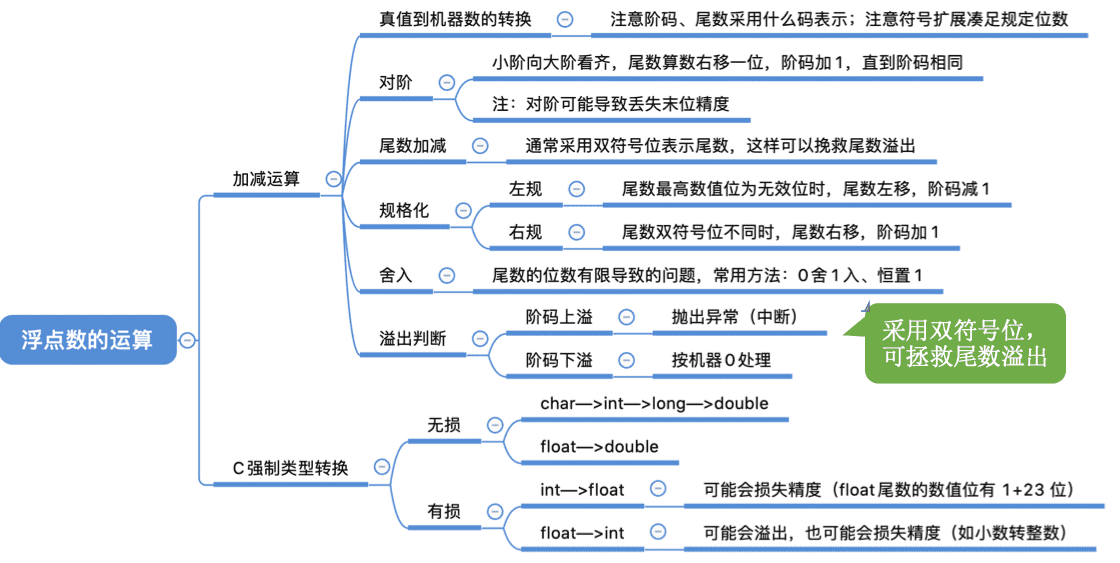 浮点数的运算
加减运算
真值到机器数的转换
注意阶码、尾数采用什么码表示；注意符号扩展凑足规定位数
对阶
小阶向大阶看齐，尾数算数右移一位，阶码加1，直到阶码相同
注：对阶可能导致丢失末位精度
尾数加减
通常采用双符号位表示尾数，这样可以挽救尾数溢出
规格化
左规
尾数最高数值位为无效位时，尾数左移，阶码减1
右规
尾数双符号位不同时，尾数右移，阶码加1
舍入
尾数的位数有限导致的问题，常用方法：0舍1入、恒置1
溢出判断
阶码上溢
抛出异常（中断）
阶码下溢
按机器0处理
采用双符号位，
可拯救尾数溢出
C强制类型转换
无损
char—>int—>long—>double
float—>double
有损
int—>float
可能会损失精度（float尾数的数值位有 1+23 位）
float—>int
可能会溢出，也可能会损失精度（如小数转整数）